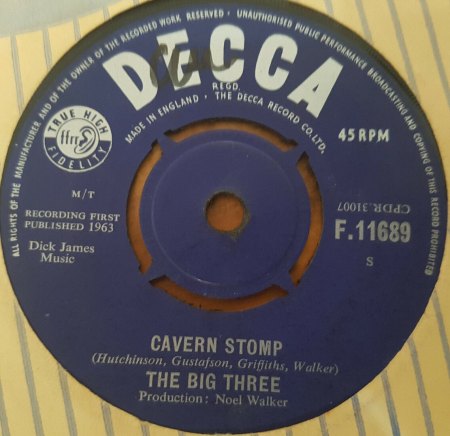 ALL RIGHTS OF THE MANUFACTURER AND OF THE OWNER OF THE RECORDED WORK RESERVED · UNAUTHORISED PUBLIC PERFORMANCE BROADCASTING AND COPYING OF THIS RECORD PROHIBITED
DECCA
REGD.
MADE IN ENGLAND · THE DECCA RECORD CO. LTD.
TRUE HIGH
ffrr
FIDELITY
45 RPM
M/T
RECORDING FIRST
PUBLISHED 1963
Dick James
Music
CPDR.31007
F.11689
S
CAVERN STOMP
(Hutchinson, Gustafson, Griffiths, Walker)
THE BIG THREE
Production: Noel Walker